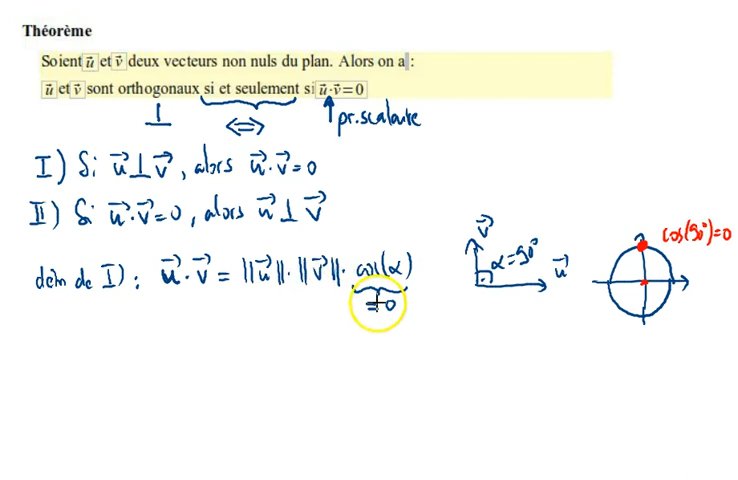 Théorème
Soient u⃗ et v⃗ deux vecteurs non nuls du plan. Alors on a :
u⃗ et v⃗ sont orthogonaux si et seulement si u⃗·v⃗=0
⊥ ⇔ pr.scalaire
I) Si u⃗ ⊥ v⃗, alors u⃗·v⃗=0
II) Si u⃗·v⃗=0, alors u⃗ ⊥ v⃗
dém de I) : u⃗·v⃗ = ||u⃗||·||v⃗||·cos(α)
=0
v⃗
α=90°
u⃗
cos(90°)=0